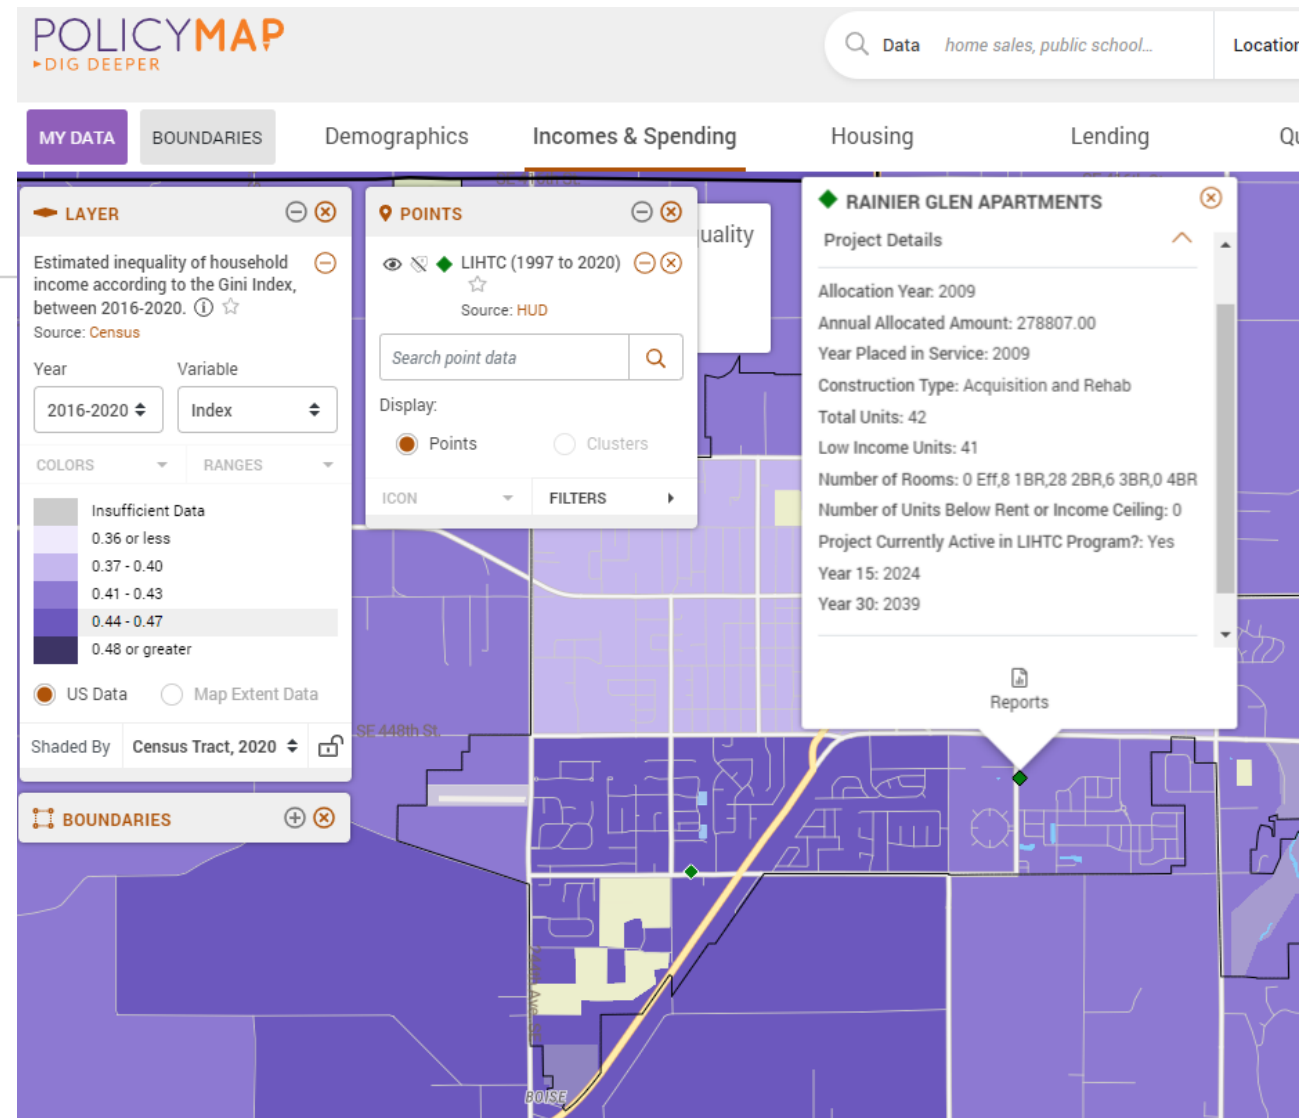 POLICYMAP
DIG DEEPER
Data home sales, public school... Location
MY DATA BOUNDARIES Demographics Incomes & Spending Housing Lending Qu
LAYER
Estimated inequality of household
income according to the Gini Index,
between 2016-2020.
Source: Census
Year Variable
2016-2020 Index
COLORS RANGES
Insufficient Data
0.36 or less
0.37 - 0.40
0.41 - 0.43
0.44 - 0.47
0.48 or greater
US Data Map Extent Data
Shaded By Census Tract, 2020
BOUNDARIES
POINTS
LIHTC (1997 to 2020)
Source: HUD
Search point data
Display:
Points Clusters
ICON FILTERS
uality
RAINIER GLEN APARTMENTS
Project Details
Allocation Year: 2009
Annual Allocated Amount: 278807.00
Year Placed in Service: 2009
Construction Type: Acquisition and Rehab
Total Units: 42
Low Income Units: 41
Number of Rooms: 0 Eff,8 1BR,28 2BR,6 3BR,0 4BR
Number of Units Below Rent or Income Ceiling: 0
Project Currently Active in LIHTC Program?: Yes
Year 15: 2024
Year 30: 2039
Reports
SE 448th St
BOISE